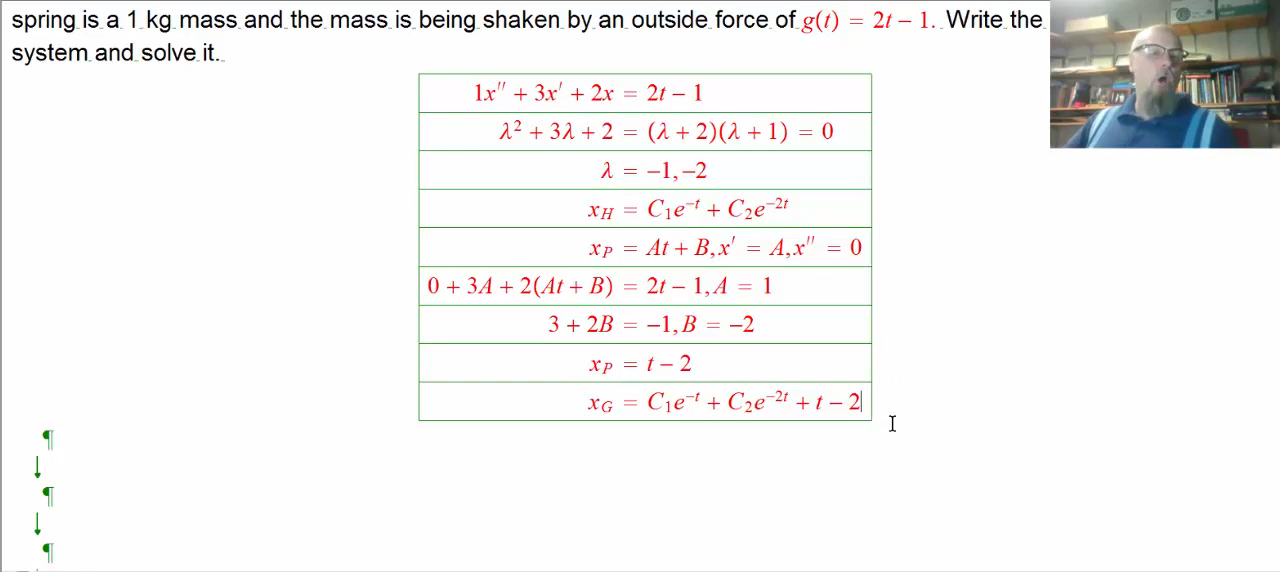 spring is a 1 kg mass and the mass is being shaken by an outside force of g(t) = 2t − 1. Write the
system and solve it.
1x″ + 3x′ + 2x = 2t − 1
λ² + 3λ + 2 = (λ + 2)(λ + 1) = 0
λ = −1, −2
x_H = C₁e^{−t} + C₂e^{−2t}
x_P = At + B, x′ = A, x″ = 0
0 + 3A + 2(At + B) = 2t − 1, A = 1
3 + 2B = −1, B = −2
x_P = t − 2
x_G = C₁e^{−t} + C₂e^{−2t} + t − 2